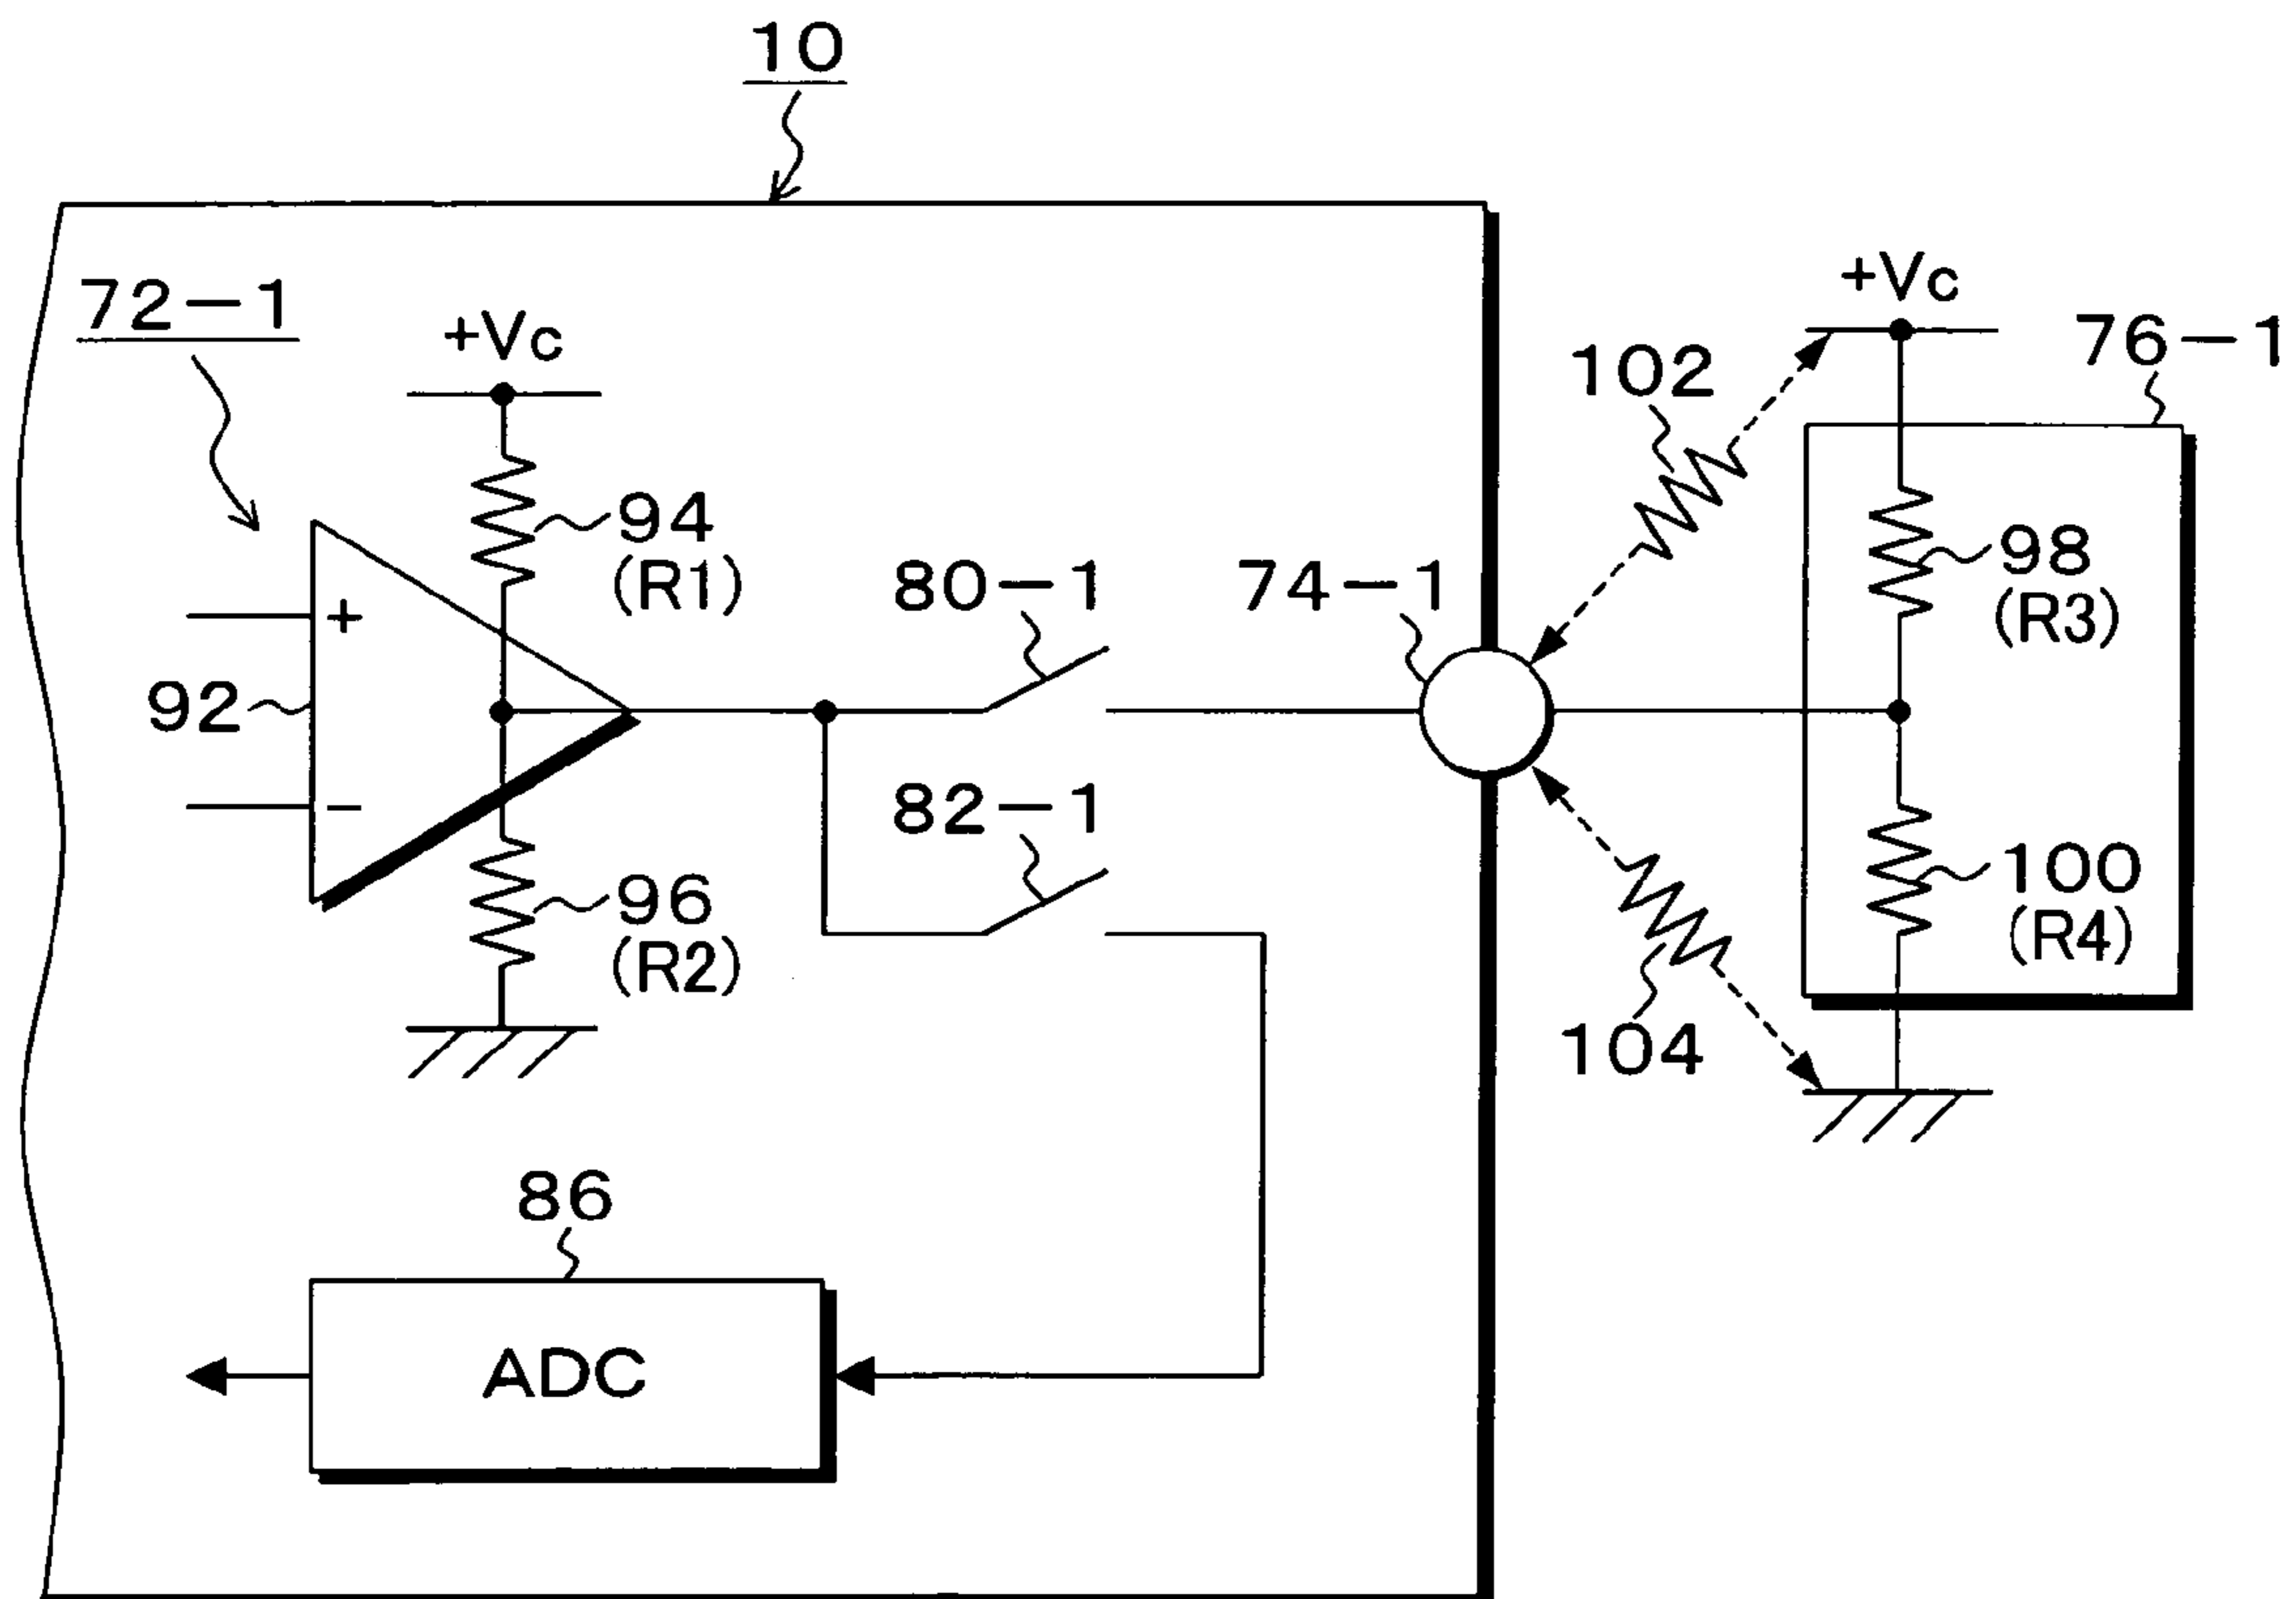 10
72-1
+Vc
+Vc
76-1
102
94
(R1)
98
(R3)
80-1
74-1
+
92
-
82-1
96
(R2)
100
(R4)
104
86
ADC